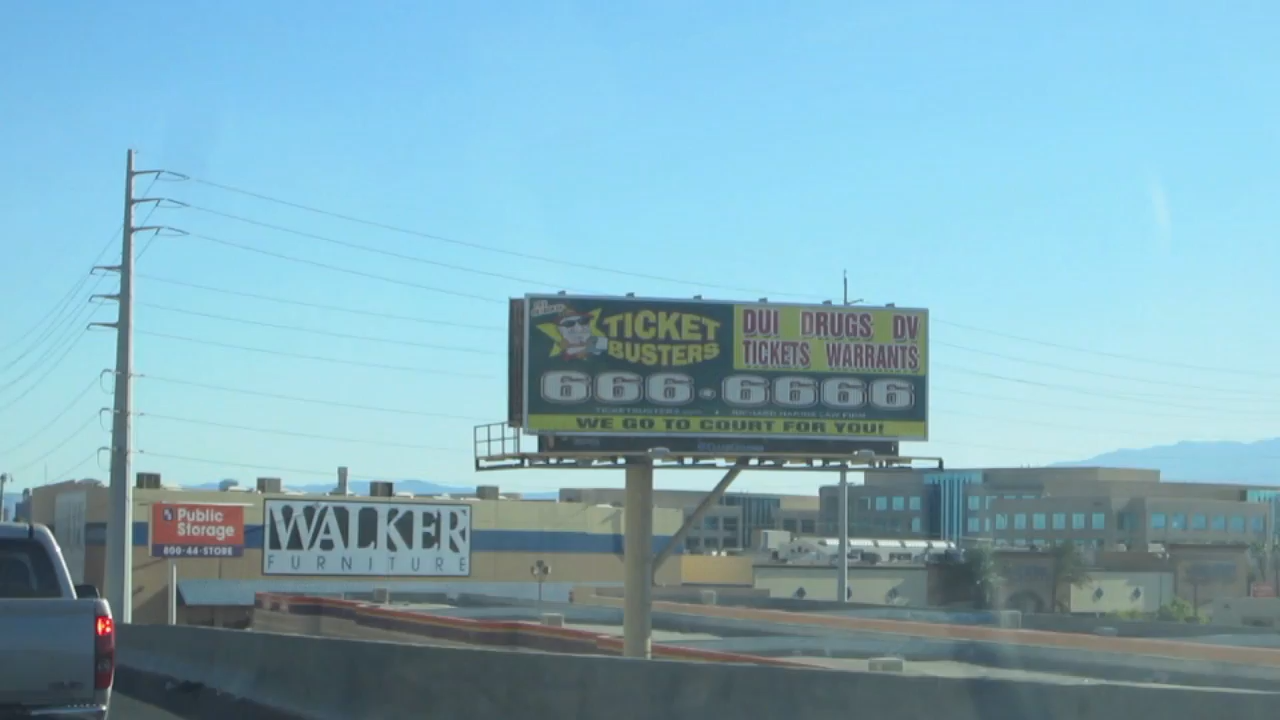 TICKET
BUSTERS
DUI DRUGS DV
TICKETS WARRANTS
666-6666
WE GO TO COURT FOR YOU!
Public
Storage
800-44-STORE
WALKER
FURNITURE